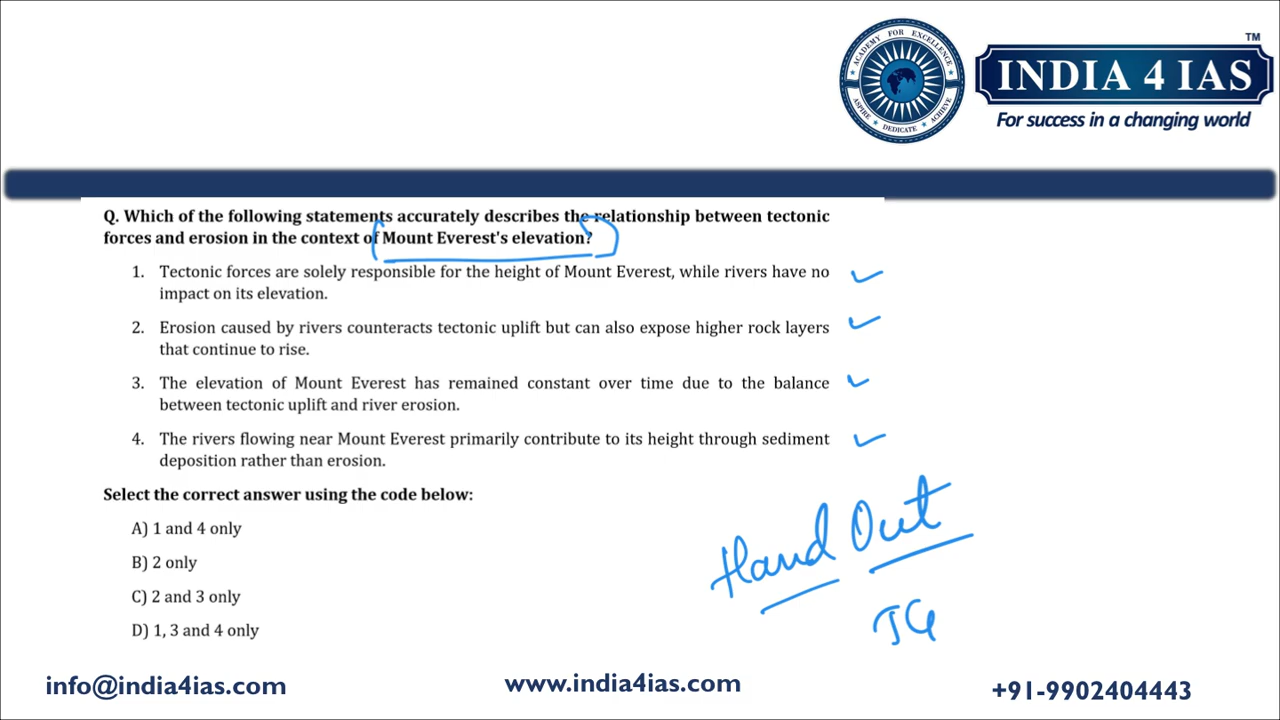 ACADEMY FOR EXCELLENCE
ASPIRE ★ DEDICATE ★ ACHIEVE
TM
INDIA 4 IAS
For success in a changing world
Q. Which of the following statements accurately describes the relationship between tectonic
forces and erosion in the context of Mount Everest's elevation?
1. Tectonic forces are solely responsible for the height of Mount Everest, while rivers have no
impact on its elevation.
2. Erosion caused by rivers counteracts tectonic uplift but can also expose higher rock layers
that continue to rise.
3. The elevation of Mount Everest has remained constant over time due to the balance
between tectonic uplift and river erosion.
4. The rivers flowing near Mount Everest primarily contribute to its height through sediment
deposition rather than erosion.
Select the correct answer using the code below:
A) 1 and 4 only
B) 2 only
C) 2 and 3 only
D) 1, 3 and 4 only
Hand Out
info@india4ias.com
www.india4ias.com
+91-9902404443